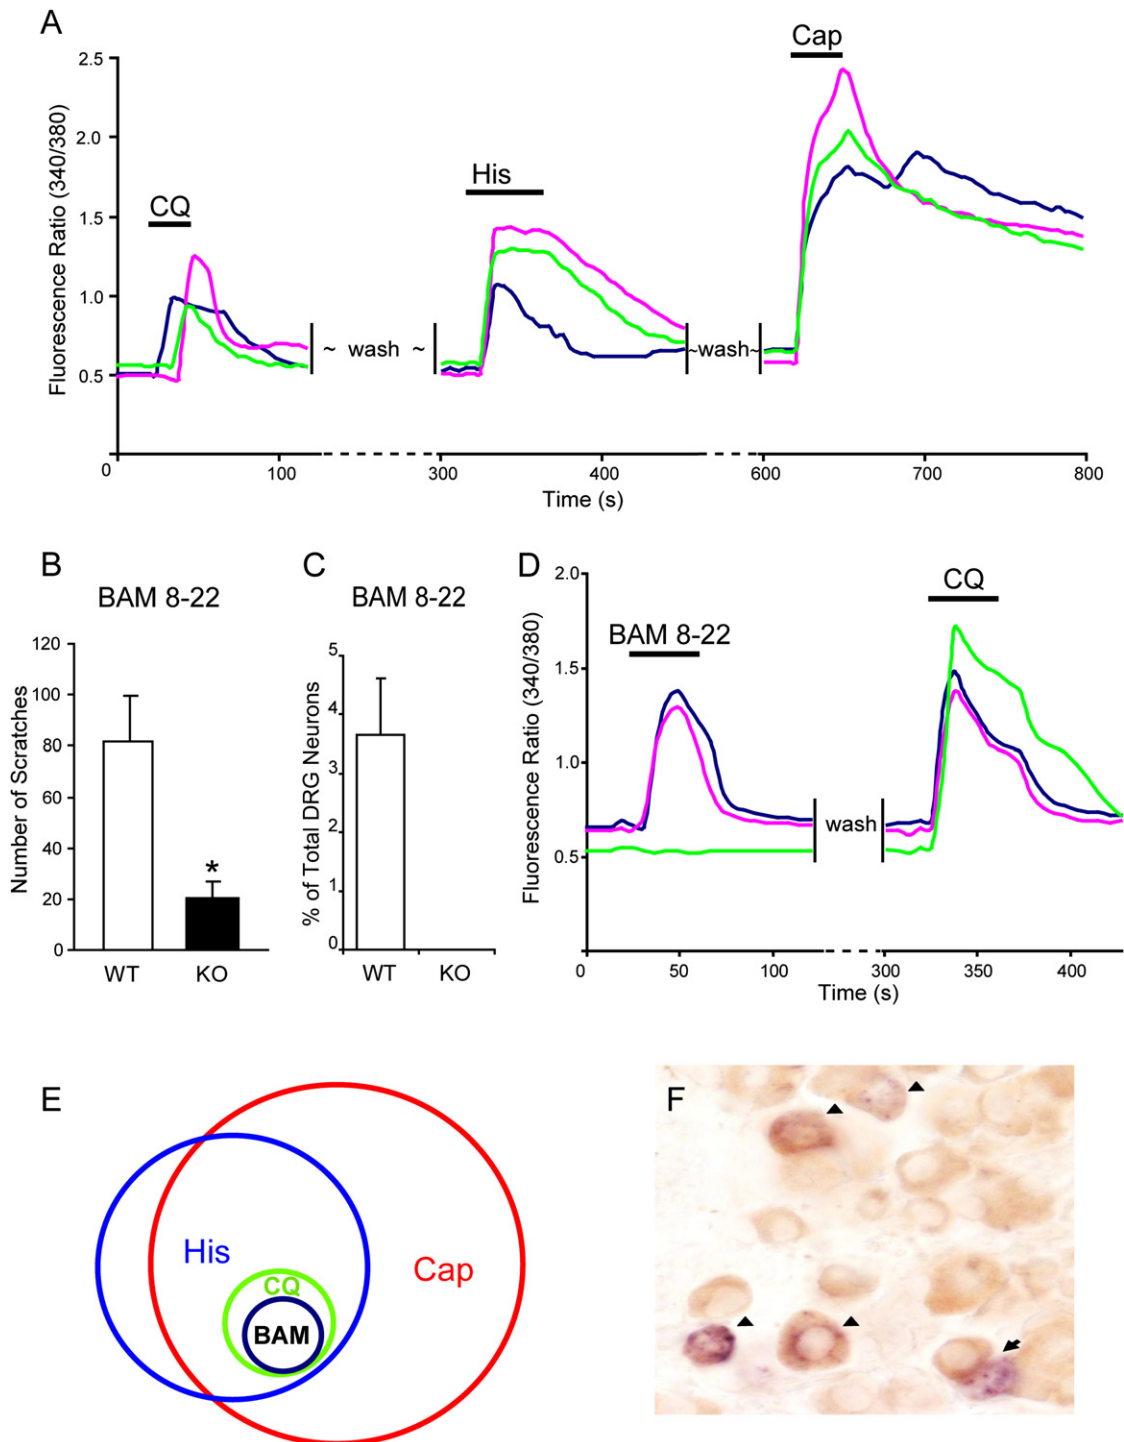 A
Fluorescence Ratio (340/380)
2.5
2.0
1.5
1.0
0.5
CQ
His
Cap
~ wash ~
~wash~
0
100
300
400
600
700
800
Time (s)
B
BAM 8-22
Number of Scratches
120
100
80
60
40
20
0
*
WT
KO
C
BAM 8-22
% of Total DRG Neurons
5
4
3
2
1
0
WT
KO
D
Fluorescence Ratio (340/380)
2.0
1.5
1.0
0.5
BAM 8-22
CQ
wash
0
50
100
300
350
400
Time (s)
E
His
CQ
BAM
Cap
F